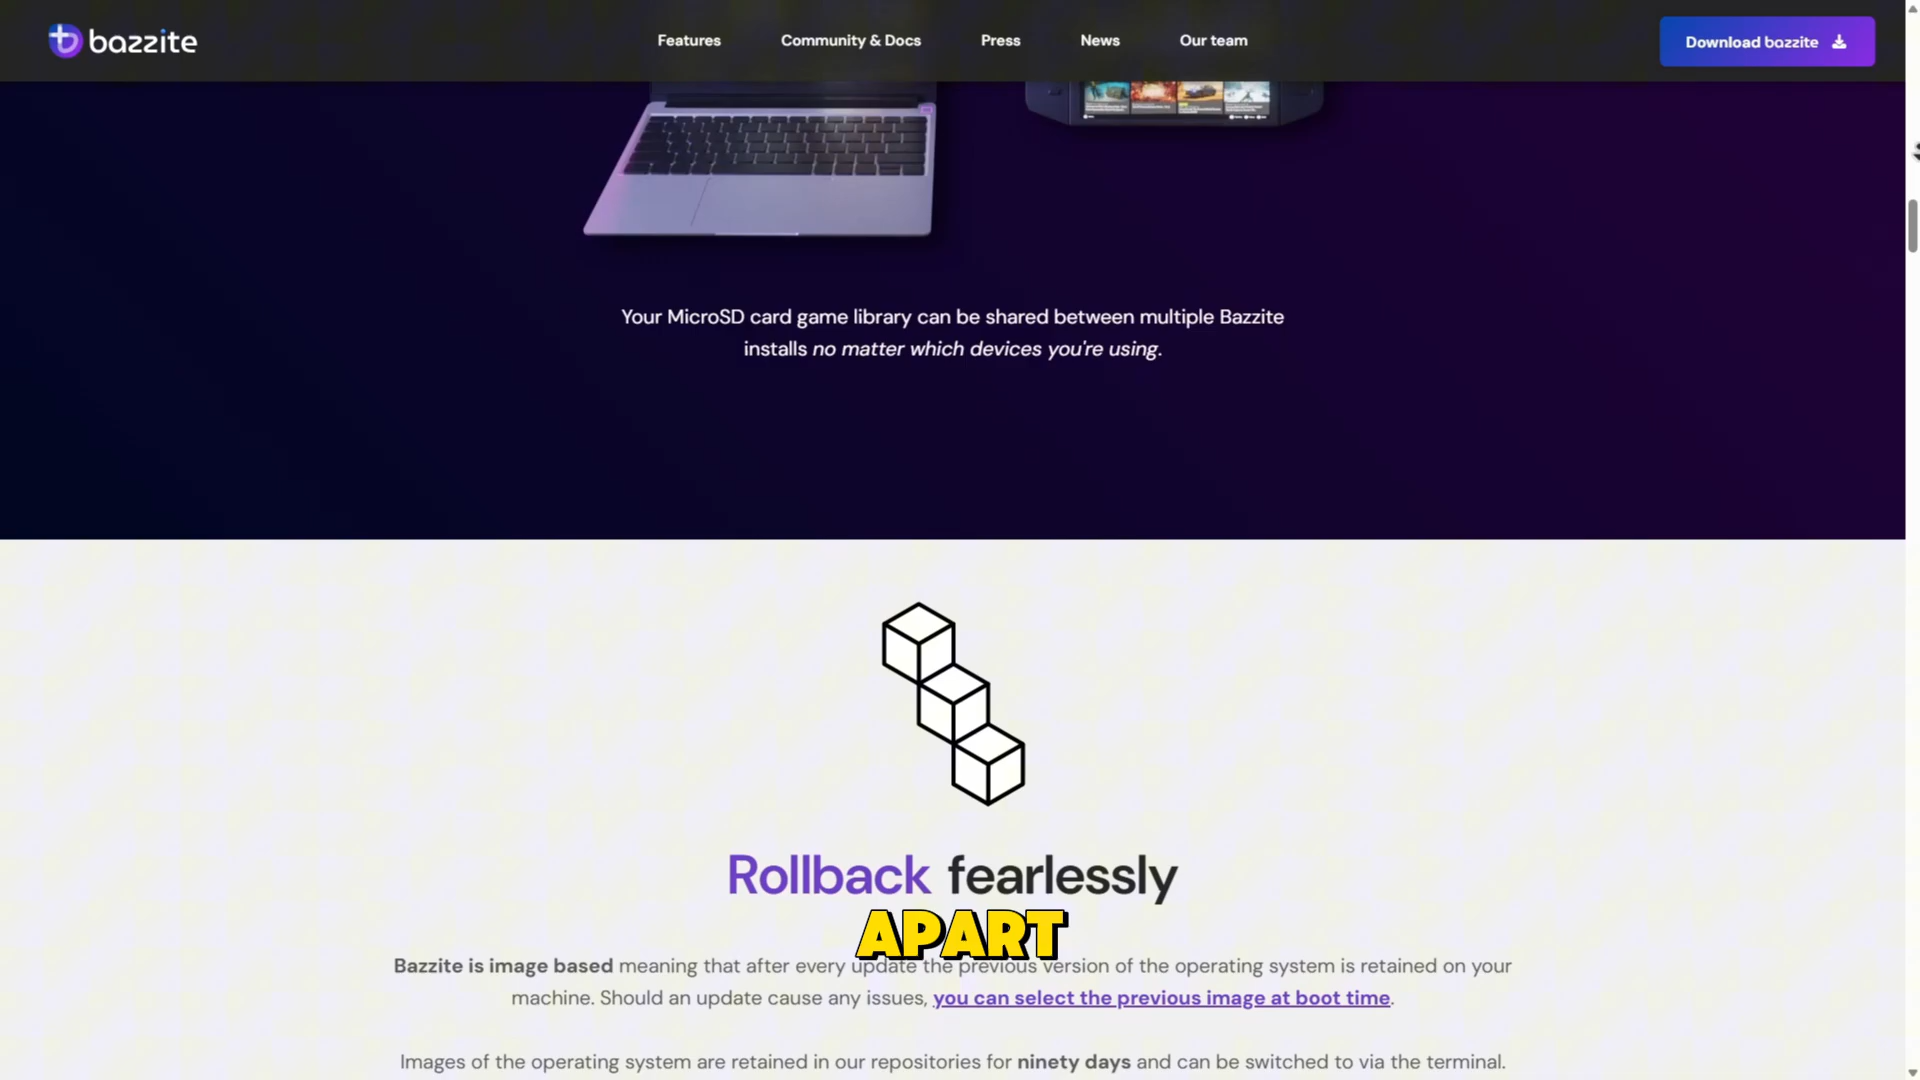 bazzite
Features
Community & Docs
Press
News
Our team
Download bazzite
Your MicroSD card game library can be shared between multiple Bazzite
installs no matter which devices you're using.
Rollback fearlessly
APART
Bazzite is image based meaning that after every update the previous version of the operating system is retained on your
machine. Should an update cause any issues, you can select the previous image at boot time.
Images of the operating system are retained in our repositories for ninety days and can be switched to via the terminal.